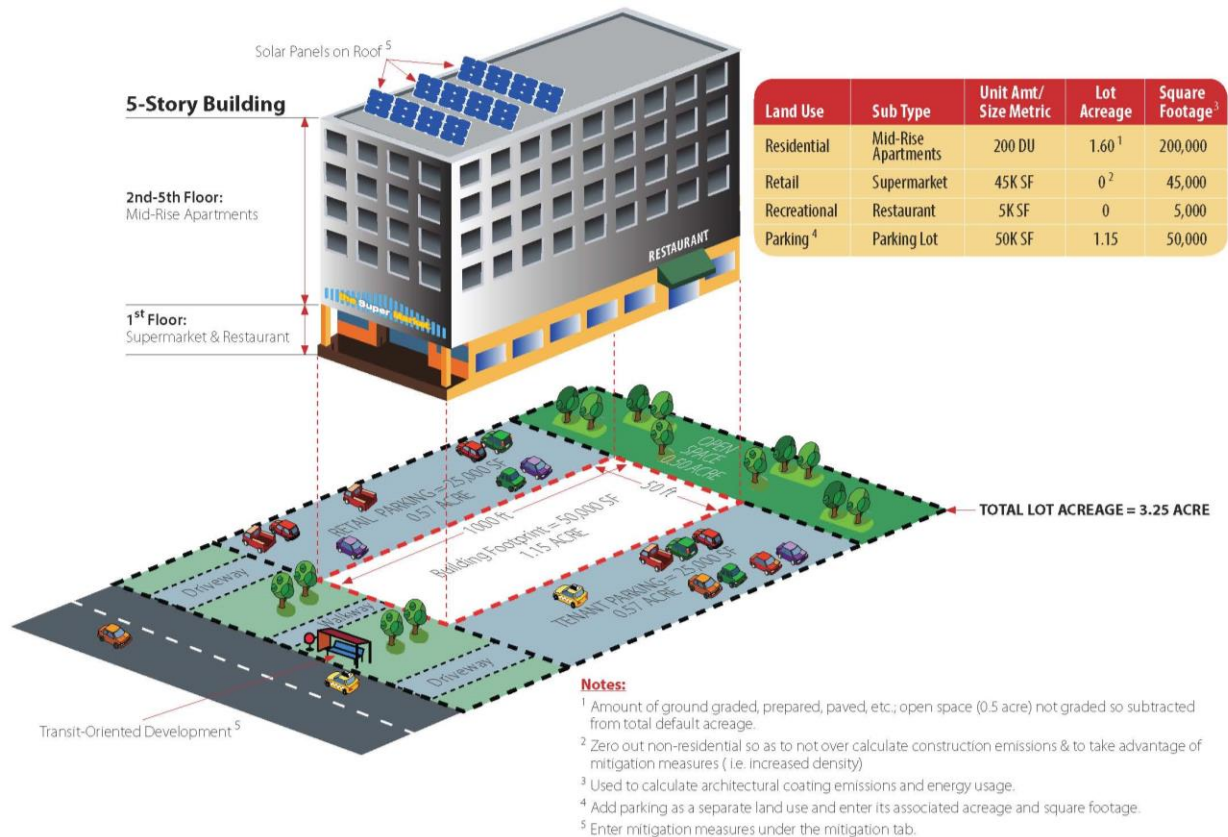 Solar Panels on Roof 5
5-Story Building
2nd-5th Floor:
Mid-Rise Apartments
1st Floor:
Supermarket & Restaurant
RESTAURANT
The Super Market
Land Use Sub Type Unit Amt/ Size Metric Lot Acreage Square Footage3
Residential Mid-Rise Apartments 200 DU 1.60 1 200,000
Retail Supermarket 45K SF 0 2 45,000
Recreational Restaurant 5K SF 0 5,000
Parking 4 Parking Lot 50K SF 1.15 50,000
OPEN
SPACE
0.50 ACRE
RETAIL PARKING = 25,000 SF
0.57 ACRE
1000 ft
50 ft
Building Footprint = 50,000 SF
1.15 ACRE
TENANT PARKING = 25,000 SF
0.57 ACRE
TOTAL LOT ACREAGE = 3.25 ACRE
Driveway
Walkway
Driveway
Transit-Oriented Development 5
Notes:
1 Amount of ground graded, prepared, paved, etc.; open space (0.5 acre) not graded so subtracted
from total default acreage.
2 Zero out non-residential so as to not over calculate construction emissions & to take advantage of
mitigation measures ( i.e. increased density)
3 Used to calculate architectural coating emissions and energy usage.
4 Add parking as a separate land use and enter its associated acreage and square footage.
5 Enter mitigation measures under the mitigation tab.